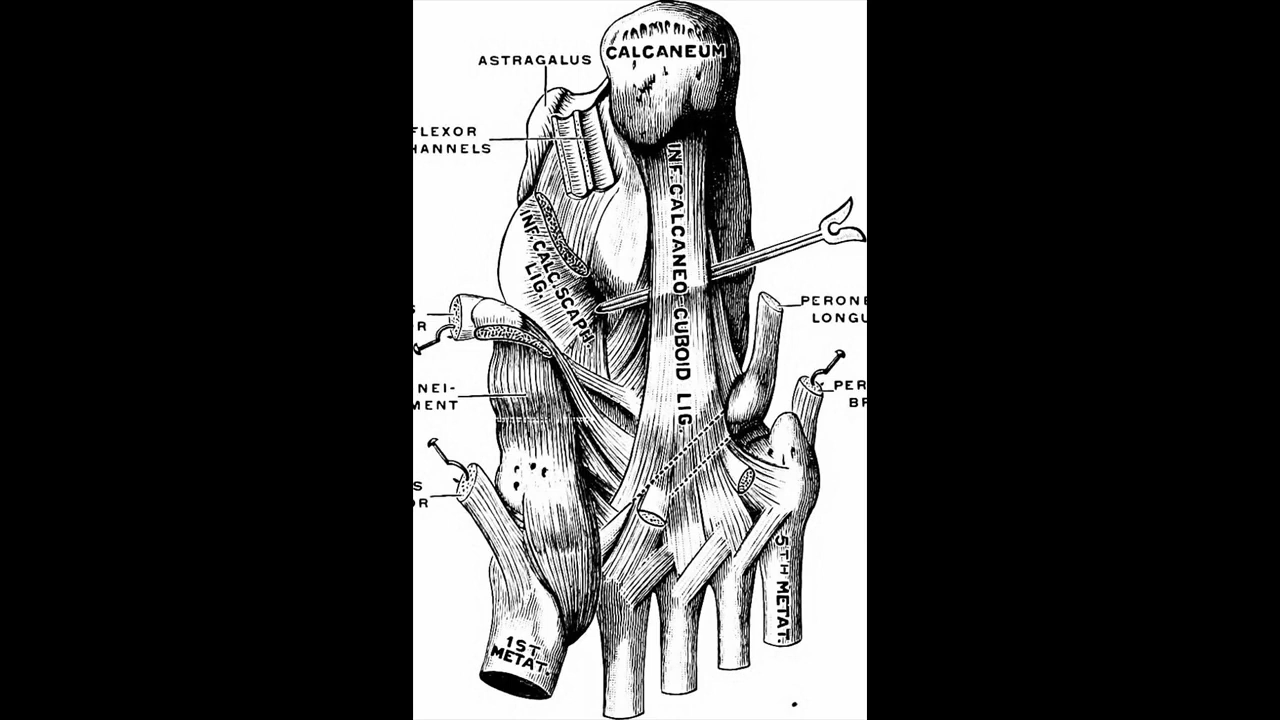 CALCANEUM
ASTRAGALUS
FLEXOR
HANNELS
INF. CALCANEO-CUBOID LIG.
INF. CALC. SCAPH.
LIG.
S
R
PERONE
LONGU
NEI-
MENT
PER
BR
S
OR
5TH METAT.
1ST
METAT.